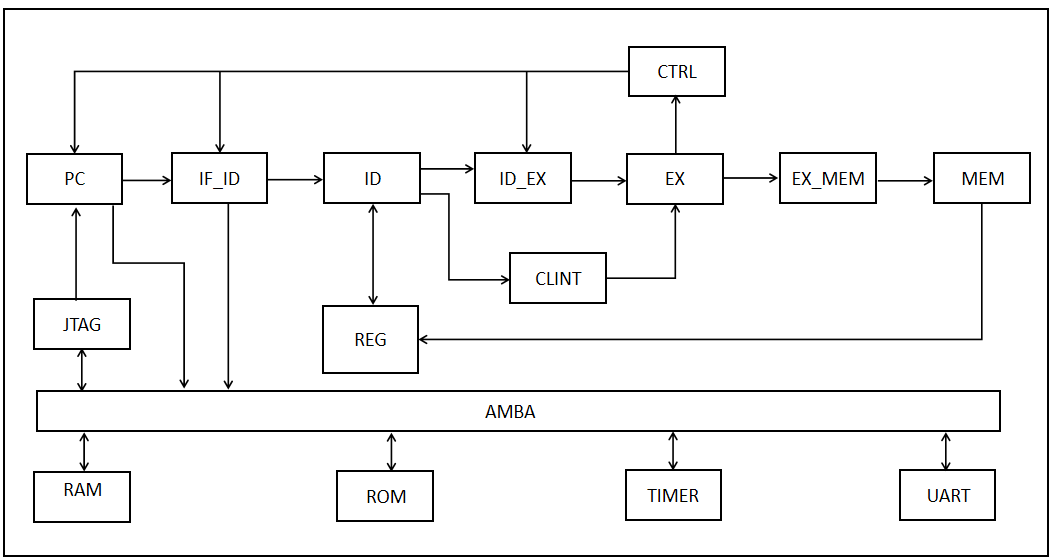 CTRL
PC
IF_ID
ID
ID_EX
EX
EX_MEM
MEM
CLINT
JTAG
REG
AMBA
RAM
ROM
TIMER
UART